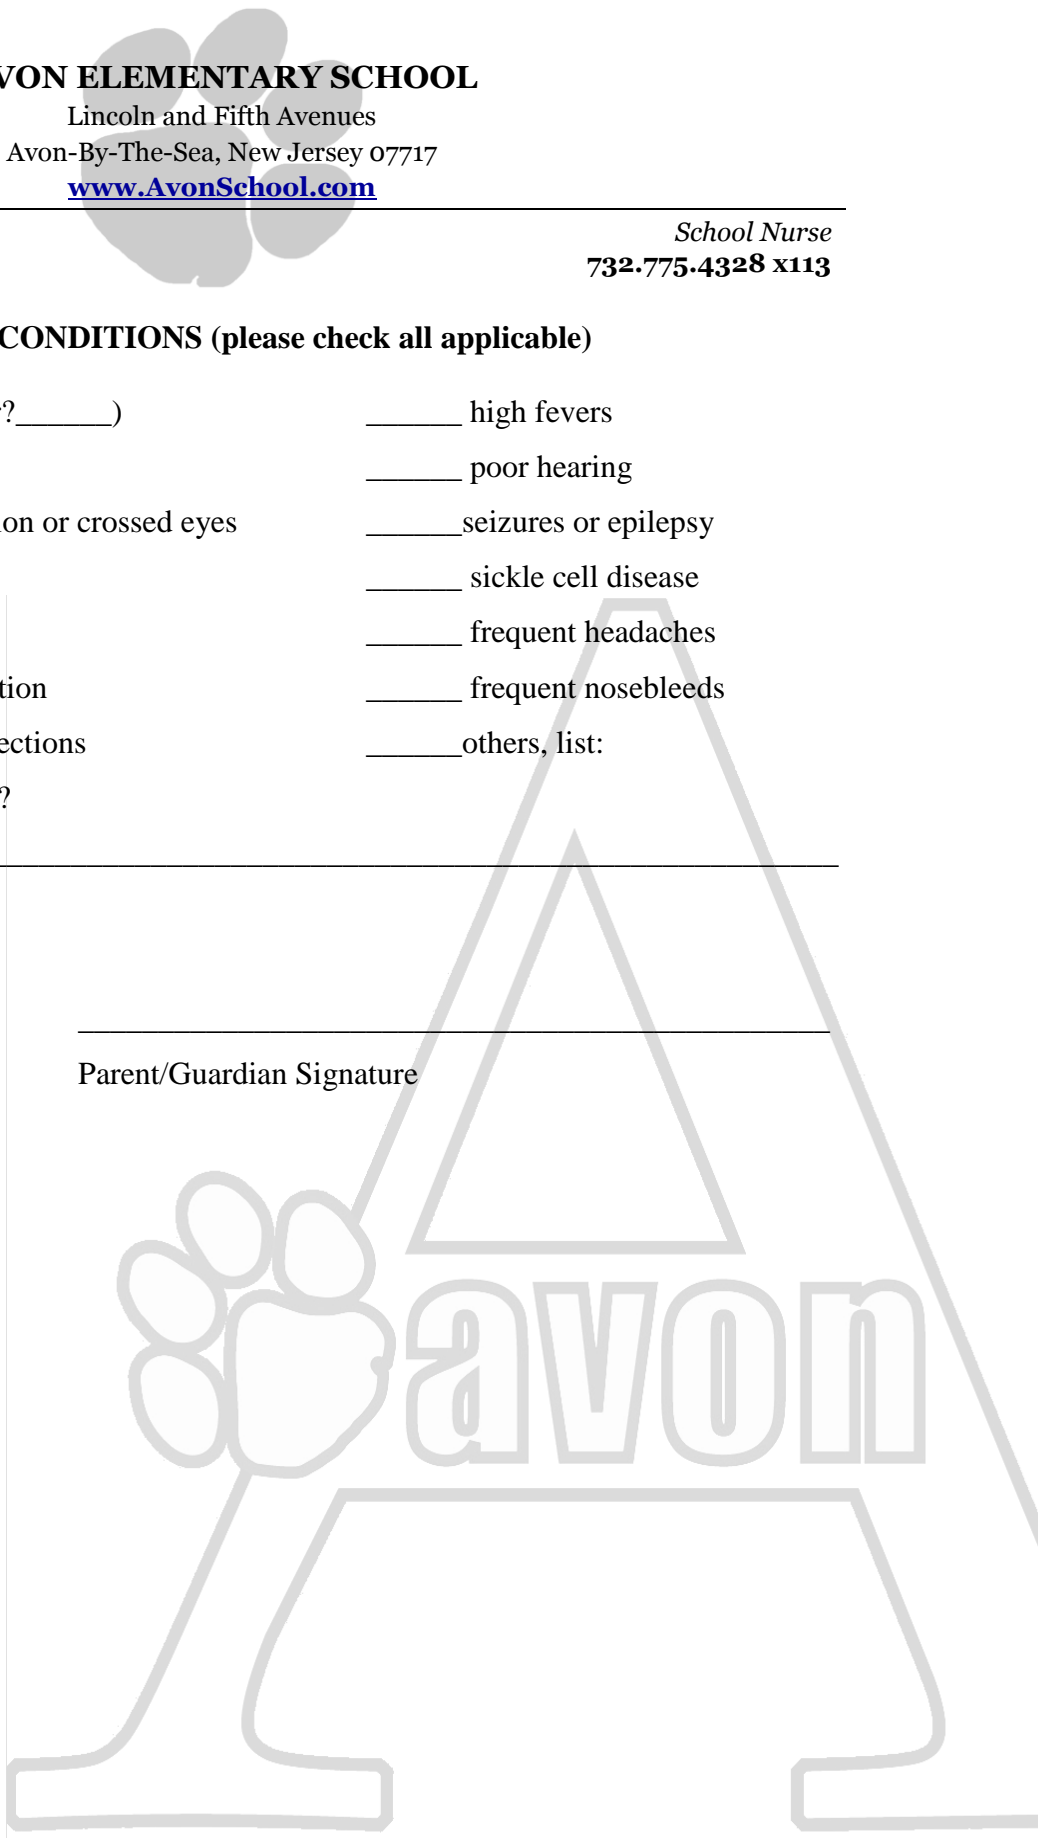 VON ELEMENTARY SCHOOL
Lincoln and Fifth Avenues
Avon-By-The-Sea, New Jersey 07717
www.AvonSchool.com
School Nurse
732.775.4328 x113
CONDITIONS (please check all applicable)
?______) ______ high fevers
______ poor hearing
ion or crossed eyes ______seizures or epilepsy
______ sickle cell disease
______ frequent headaches
tion ______ frequent nosebleeds
ections ______others, list:
?
Parent/Guardian Signature
avon